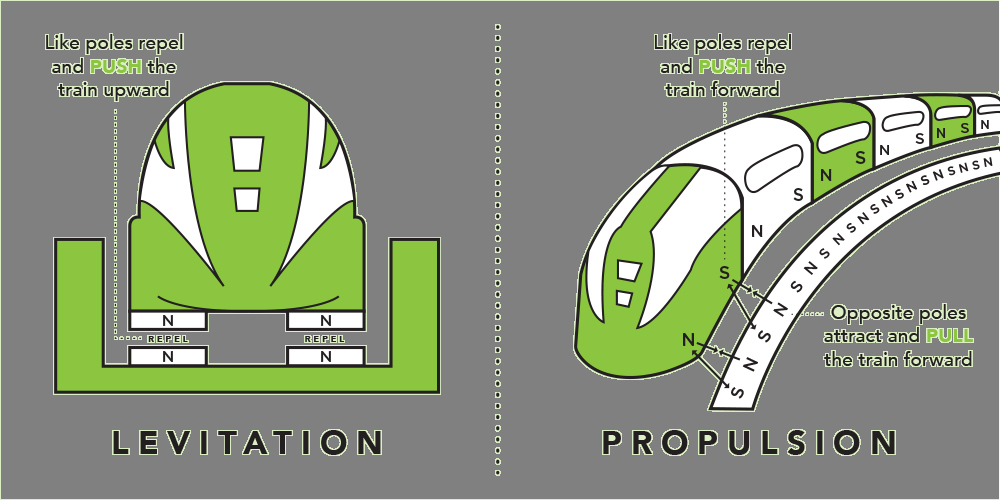 Like poles repel
and PUSH the
train upward
N N
REPEL REPEL
N N
LEVITATION
Like poles repel
and PUSH the
train forward
N S
N S
N S
N S
N
S N S N S N S N S N S N S N S N S N S N
Opposite poles
attract and PULL
the train forward
S
N
PROPULSION